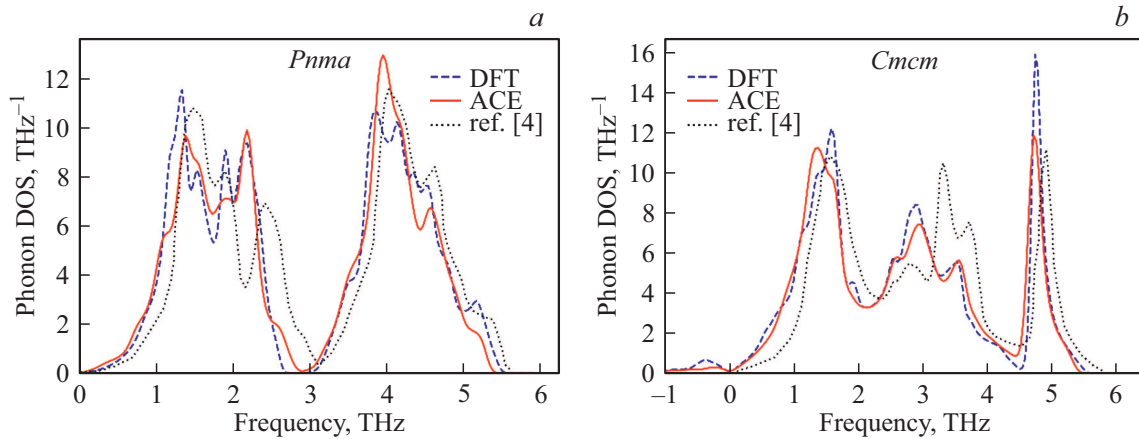 a
Pnma
DFT
ACE
ref. [4]
Phonon DOS, THz⁻¹
12
10
8
6
4
2
0
0 1 2 3 4 5 6
Frequency, THz
b
Cmcm
DFT
ACE
ref. [4]
Phonon DOS, THz⁻¹
16
14
12
10
8
6
4
2
0
–1 0 1 2 3 4 5 6
Frequency, THz